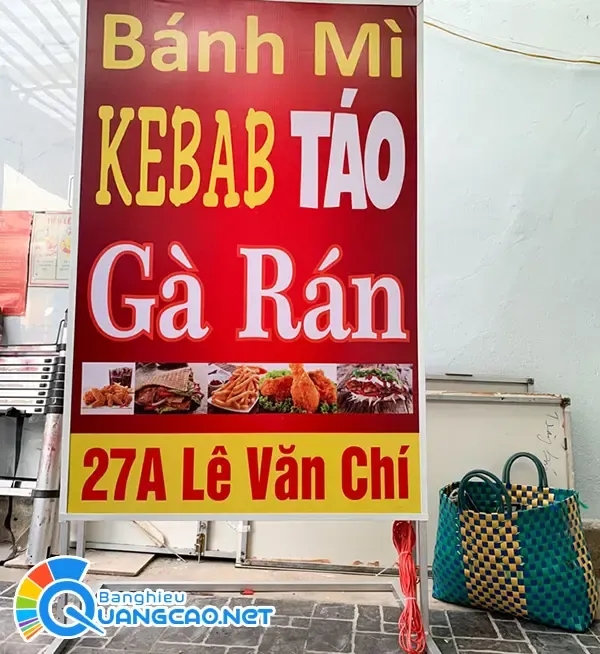 Bánh Mì
KEBAB TÁO
Gà Rán
27A Lê Văn Chí
Banghieu
QUANGCAO.NET